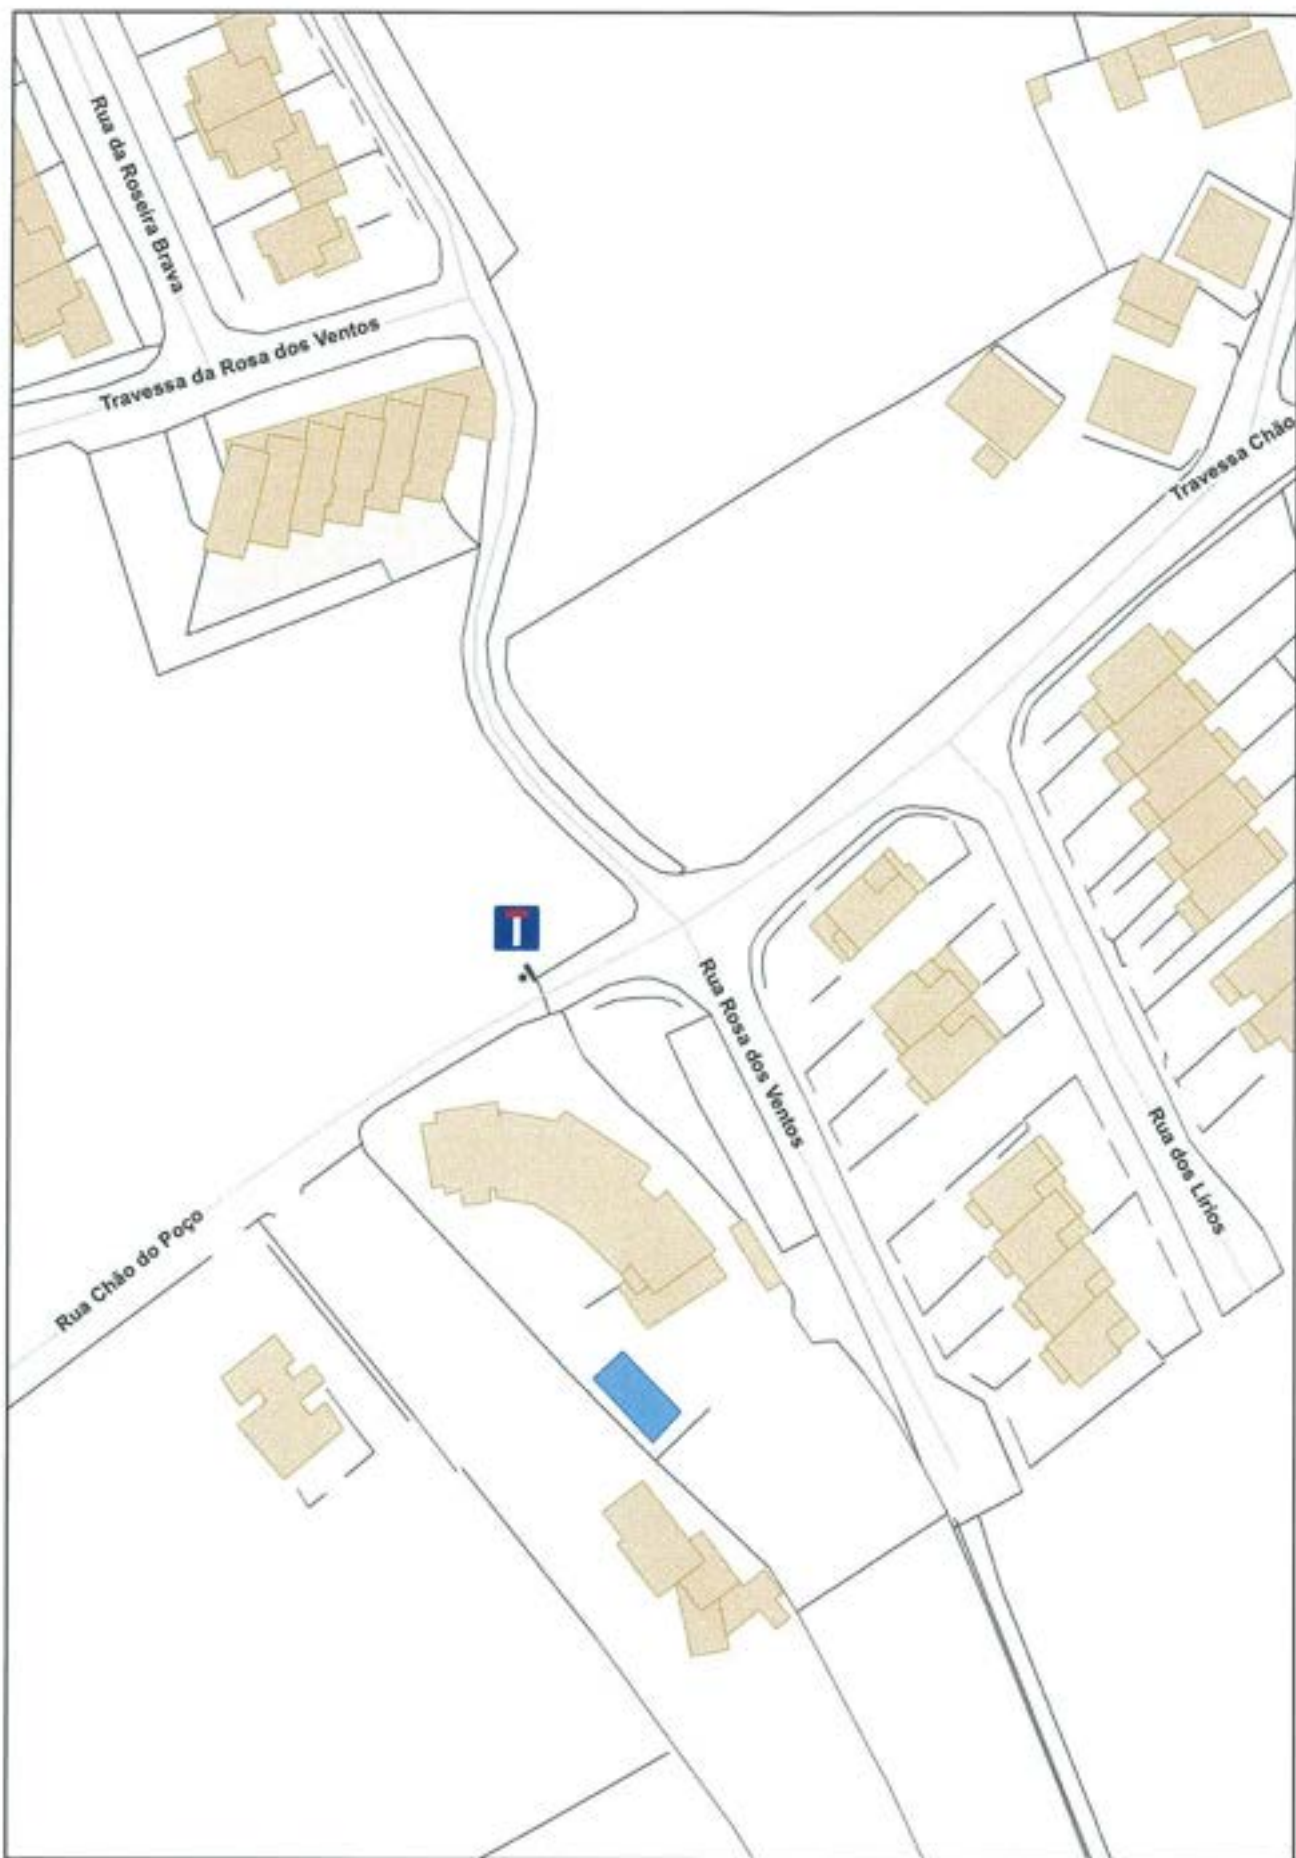 Rua da Roseira Brava
Travessa da Rosa dos Ventos
Travessa Chão
Rua Rosa dos Ventos
Rua dos Lírios
Rua Chão do Poço